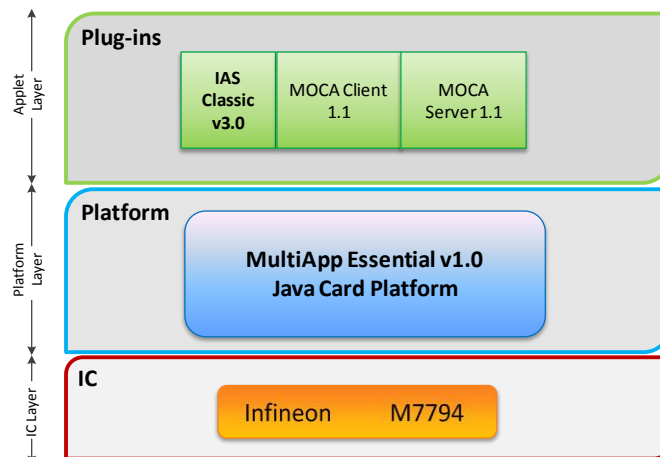 Applet
Layer
Plug-ins
IAS
Classic
v3.0
MOCA Client
1.1
MOCA
Server 1.1
Platform
Layer
Platform
MultiApp Essential v1.0
Java Card Platform
IC Layer
IC
Infineon M7794